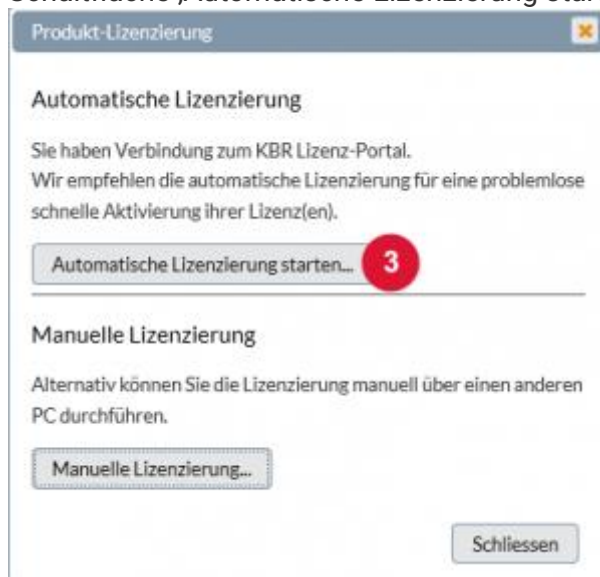 Produkt-Lizenzierung
Automatische Lizenzierung
Sie haben Verbindung zum KBR Lizenz-Portal.
Wir empfehlen die automatische Lizenzierung für eine problemlose
schnelle Aktivierung ihrer Lizenz(en).
Automatische Lizenzierung starten... 3
Manuelle Lizenzierung
Alternativ können Sie die Lizenzierung manuell über einen anderen
PC durchführen.
Manuelle Lizenzierung...
Schliessen